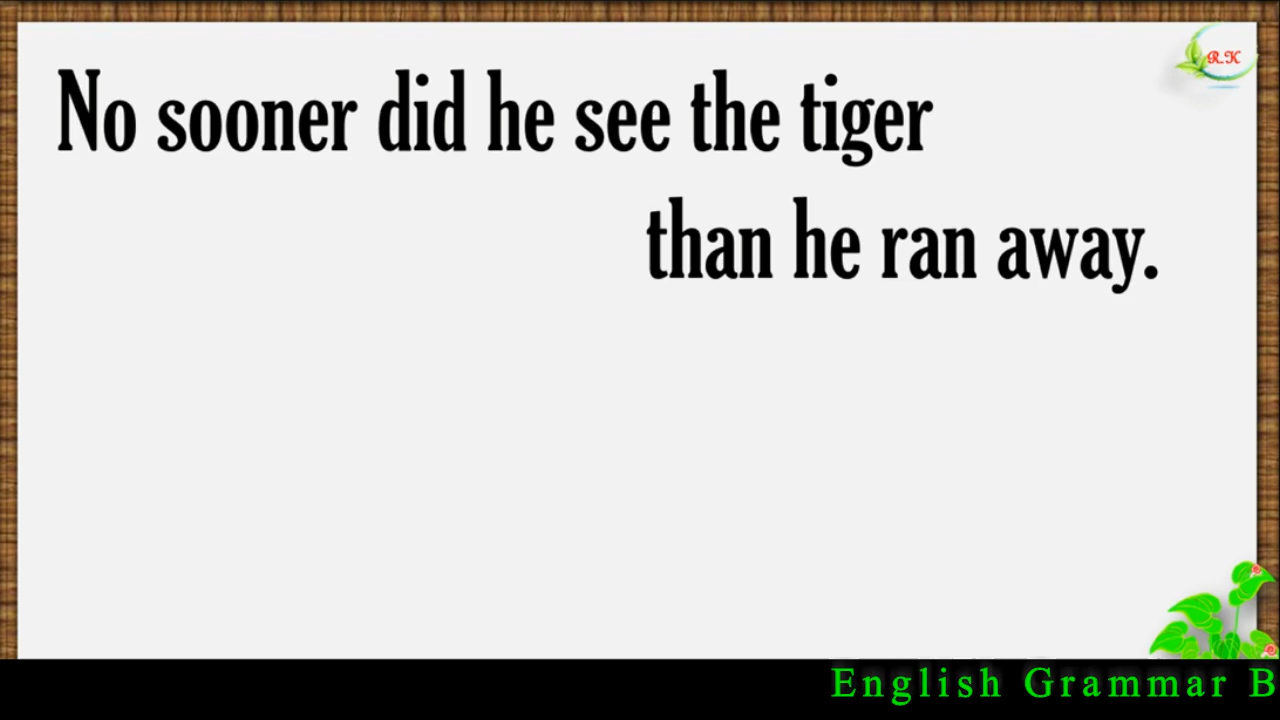 R.K
No sooner did he see the tiger
than he ran away.
English Grammar B